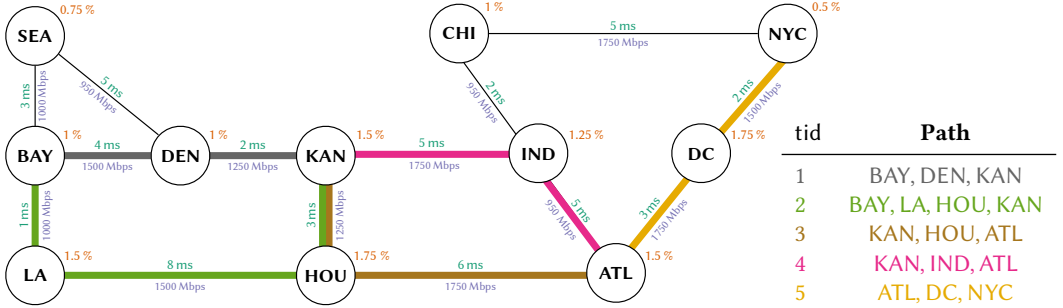 0.75 %
SEA
1 %
CHI
5 ms
1750 Mbps
0.5 %
NYC
3 ms
1000 Mbps
5 ms
950 Mbps
2 ms
950 Mbps
2 ms
1500 Mbps
1 %
BAY
4 ms
1500 Mbps
1 %
DEN
2 ms
1250 Mbps
1.5 %
KAN
5 ms
1750 Mbps
1.25 %
IND
1.75 %
DC
1 ms
1000 Mbps
3 ms
1250 Mbps
5 ms
950 Mbps
3 ms
1750 Mbps
1.5 %
LA
8 ms
1500 Mbps
1.75 %
HOU
6 ms
1750 Mbps
1.5 %
ATL
tid Path
1 BAY, DEN, KAN
2 BAY, LA, HOU, KAN
3 KAN, HOU, ATL
4 KAN, IND, ATL
5 ATL, DC, NYC